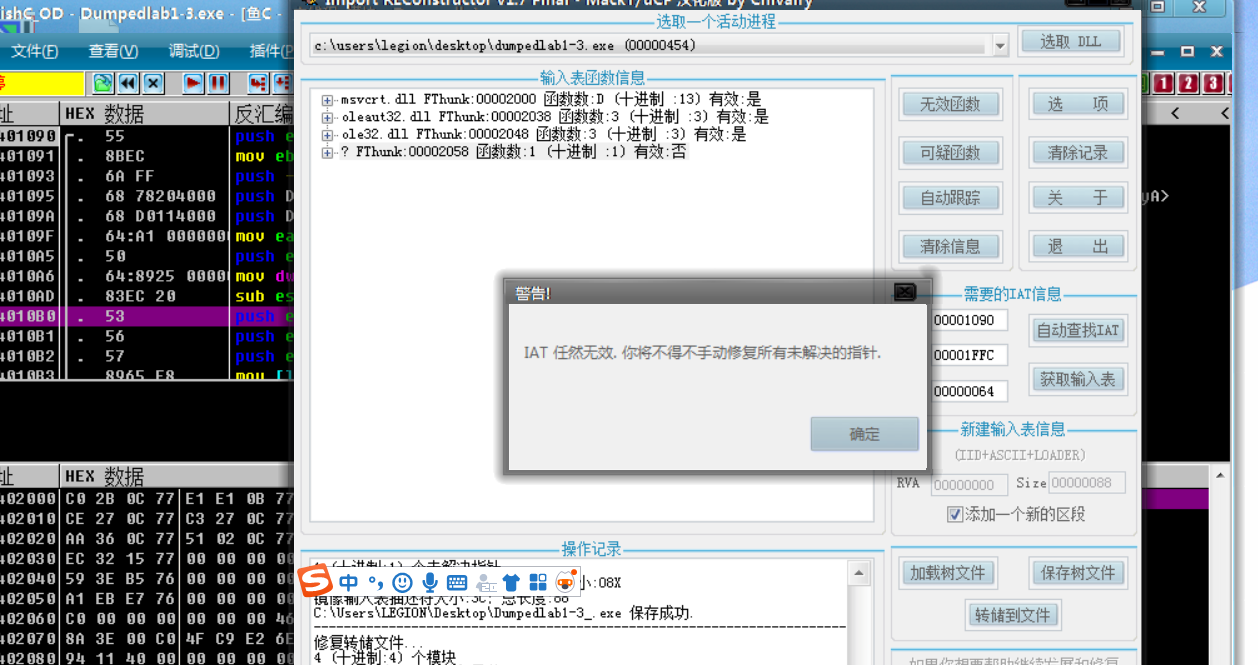 ishC OD - Dumpedlab1-3.exe - [鱼C -
Import REConstructor v1.7 Final - MackT/uCF 汉化版 by Chivalry
文件(F) 查看(V) 调试(D) 插件(P
选取一个活动进程
c:\users\legion\desktop\dumpedlab1-3.exe (00000454)
选取 DLL
停
1 2 3
输入表函数信息
msvcrt.dll FThunk:00002000 函数数:D (十进制 :13) 有效:是
oleaut32.dll FThunk:00002038 函数数:3 (十进制 :3) 有效:是
ole32.dll FThunk:00002048 函数数:3 (十进制 :3) 有效:是
? FThunk:00002058 函数数:1 (十进制 :1) 有效:否
无效函数 选 项
可疑函数 清除记录
自动跟踪 关 于
清除信息 退 出
址 HEX 数据 反汇编
401090 . 55 push e
401091 . 8BEC mov eb
401093 . 6A FF push -
401095 . 68 78204000 push D
40109A . 68 D0114000 push D
40109F . 64:A1 000000 mov ea
4010A5 . 50 push e
4010A6 . 64:8925 0000 mov dw
4010AD . 83EC 20 sub es
4010B0 . 53 push e
4010B1 . 56 push e
4010B2 . 57 push e
4010B3 . 8965 E8 mov [l
yA>
警告!
IAT 任然无效. 你将不得不手动修复所有未解决的指针.
确定
需要的IAT信息
00001090
自动查找IAT
00001FFC
获取输入表
00000064
新建输入表信息
(IID+ASCII+LOADER)
RVA 00000000 Size 00000088
添加一个新的区段
加载树文件 保存树文件
转储到文件
如果你想要帮助继续发展和修复
址 HEX 数据
402000 C0 2B 0C 77 E1 E1 0B 77
402010 CE 27 0C 77 C3 27 0C 77
402020 AA 36 0C 77 51 02 0C 77
402030 EC 32 15 77 00 00 00 00
402040 59 3E B5 76 00 00 00 00
402050 A1 EB E7 76 00 00 00 00
402060 C0 00 00 00 00 00 00 46
402070 8A 3E 00 C0 4F C9 E2 6E
402080 94 11 40 00 00 00 00 00
操作记录
1 (十进制:1) 个未解决指针
小:08X
中
镜像输入表描述符大小:3C; 总长度:88
C:\Users\LEGION\Desktop\Dumpedlab1-3_.exe 保存成功.
修复转储文件...
4 (十进制:4) 个模块